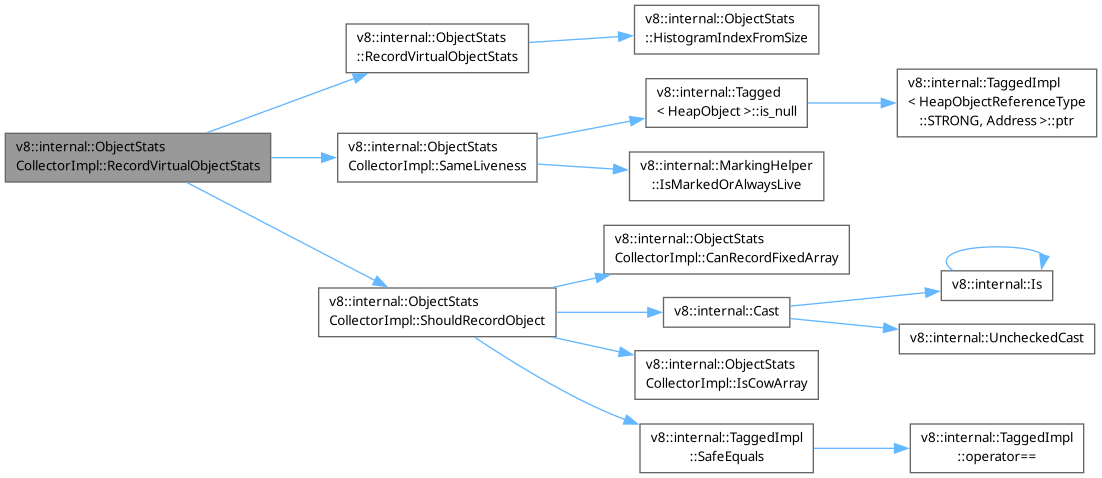 v8::internal::ObjectStats
CollectorImpl::RecordVirtualObjectStats
v8::internal::ObjectStats
::RecordVirtualObjectStats
v8::internal::ObjectStats
::HistogramIndexFromSize
v8::internal::ObjectStats
CollectorImpl::SameLiveness
v8::internal::Tagged
< HeapObject >::is_null
v8::internal::TaggedImpl
< HeapObjectReferenceType
::STRONG, Address >::ptr
v8::internal::MarkingHelper
::IsMarkedOrAlwaysLive
v8::internal::ObjectStats
CollectorImpl::ShouldRecordObject
v8::internal::ObjectStats
CollectorImpl::CanRecordFixedArray
v8::internal::Cast
v8::internal::Is
v8::internal::UncheckedCast
v8::internal::ObjectStats
CollectorImpl::IsCowArray
v8::internal::TaggedImpl
::SafeEquals
v8::internal::TaggedImpl
::operator==